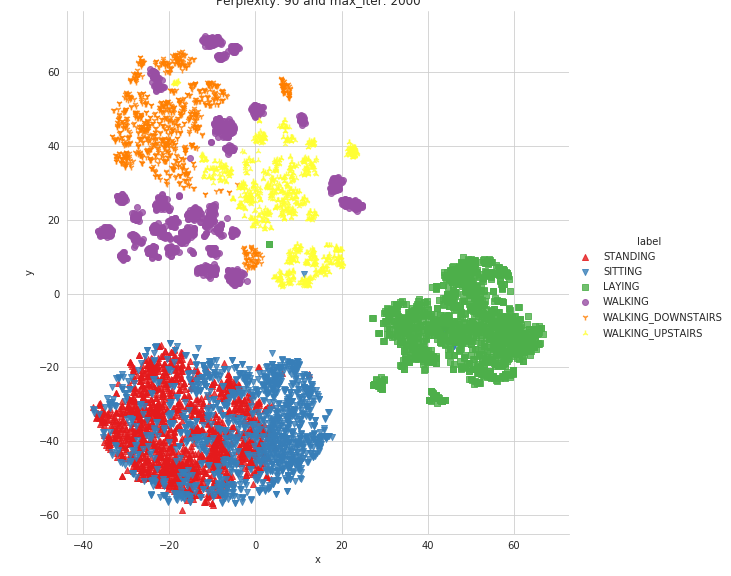 Perplexity: 90 and max_iter: 2000
60
40
20
0
−20
−40
−60
y
−40
−20
0
20
40
60
x
label
STANDING
SITTING
LAYING
WALKING
WALKING_DOWNSTAIRS
WALKING_UPSTAIRS